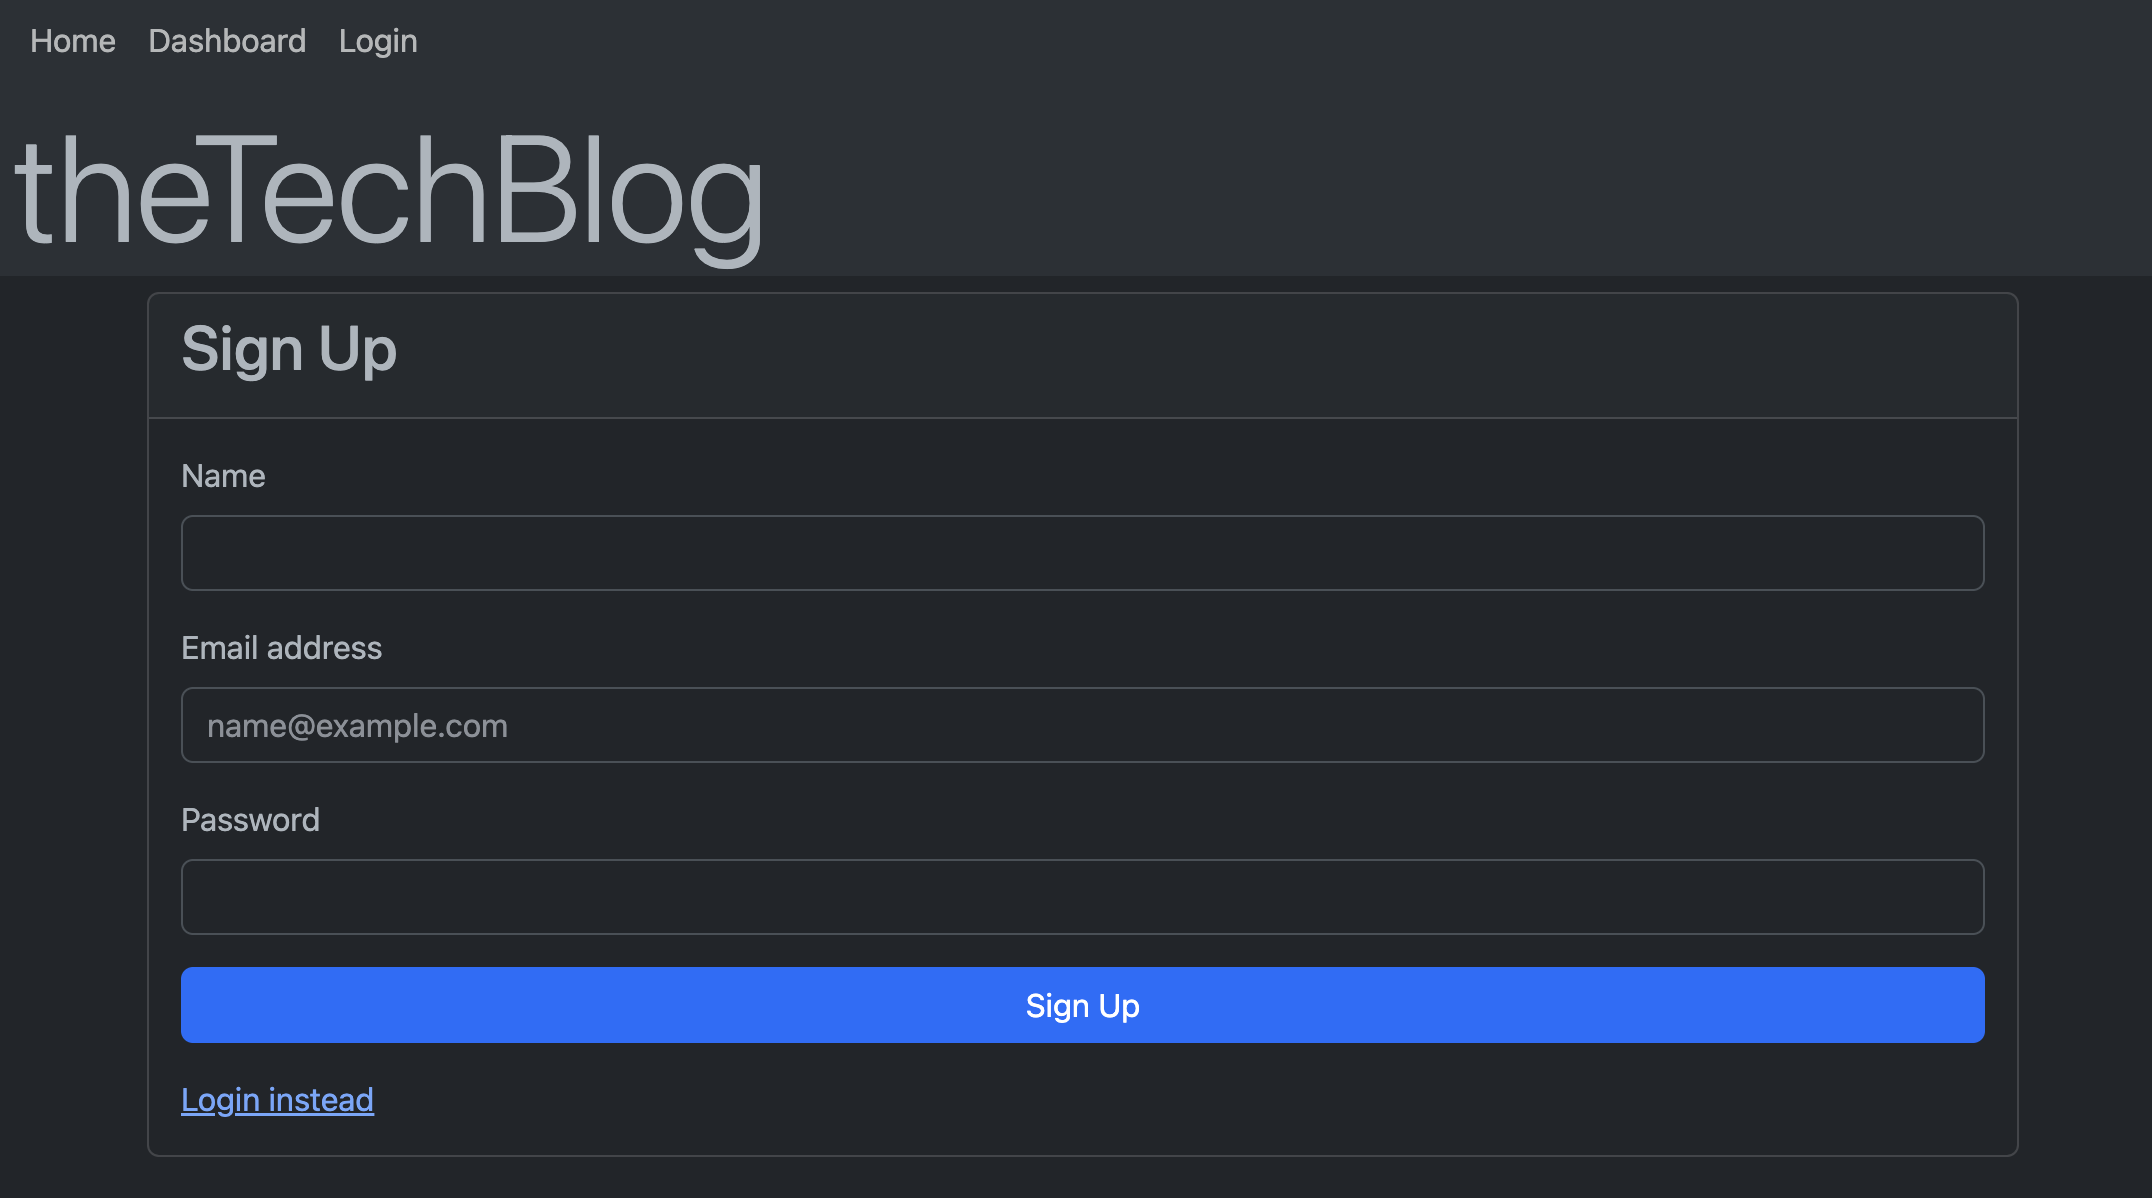 Home Dashboard Login
theTechBlog
Sign Up
Name
Email address
name@example.com
Password
Sign Up
Login instead